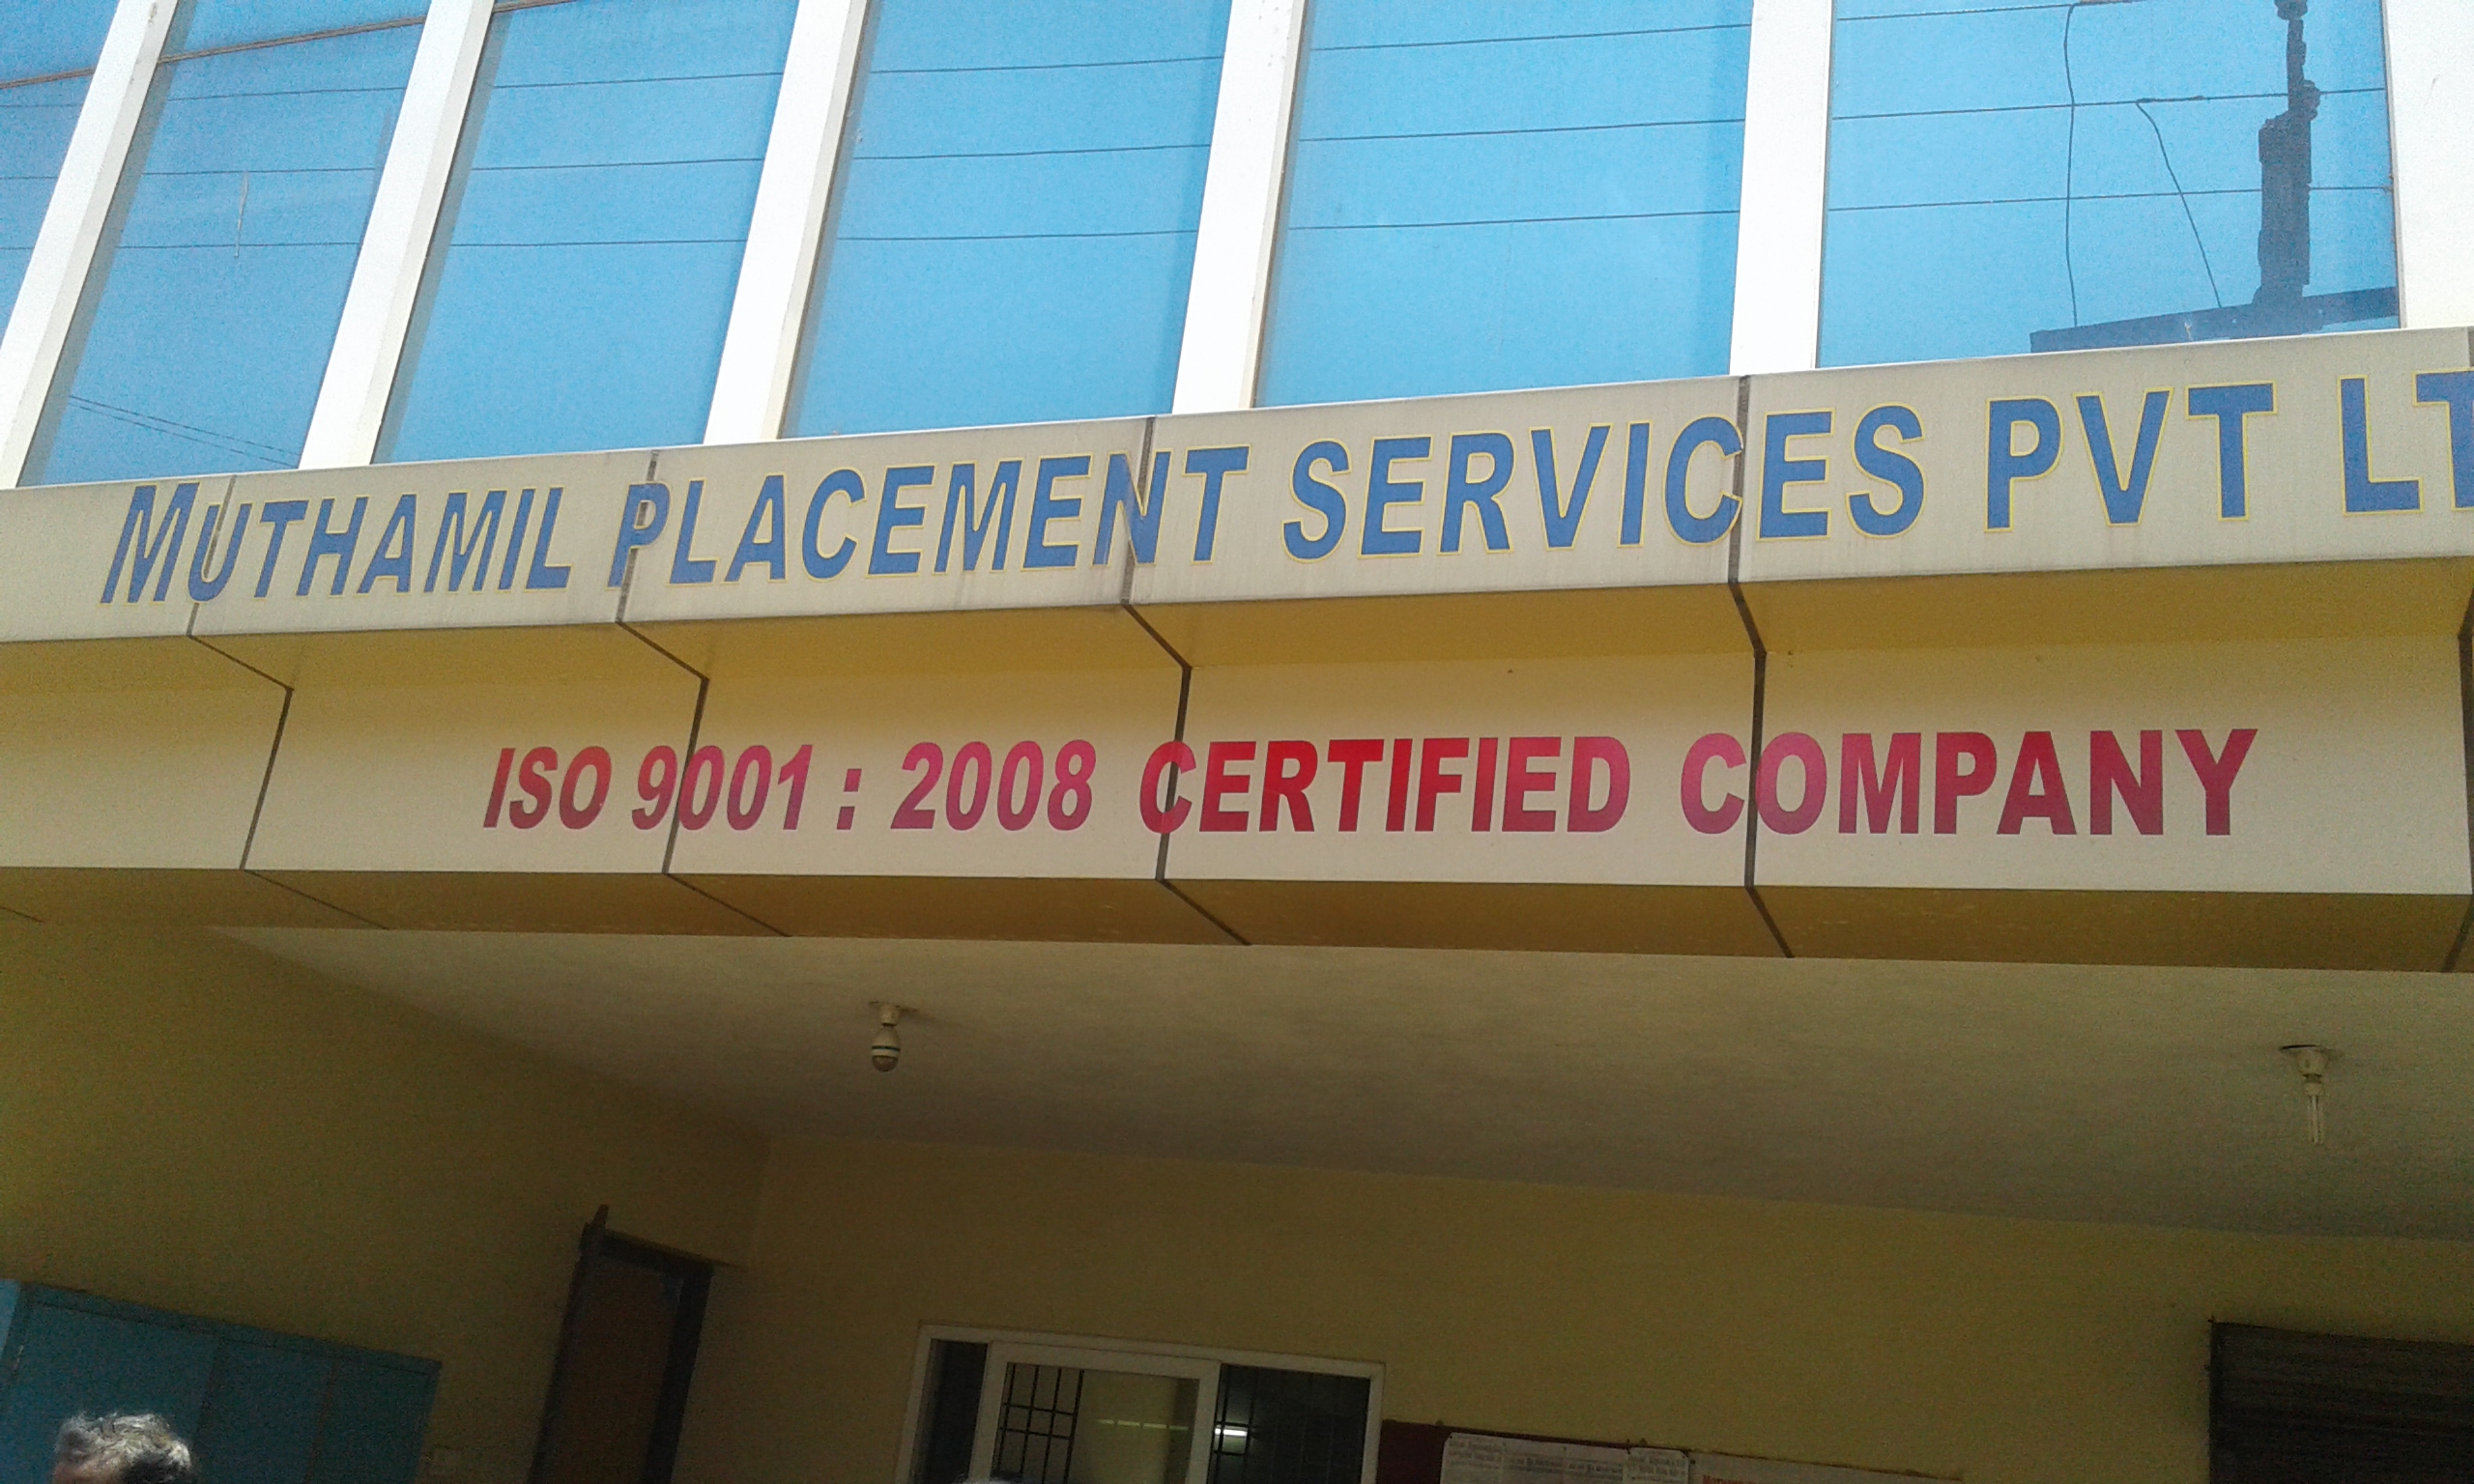 MUTHAMIL PLACEMENT SERVICES PVT LT
ISO 9001 : 2008 CERTIFIED COMPANY